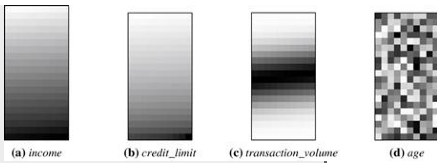 (a) income (b) credit_limit (c) transaction_volume (d) age